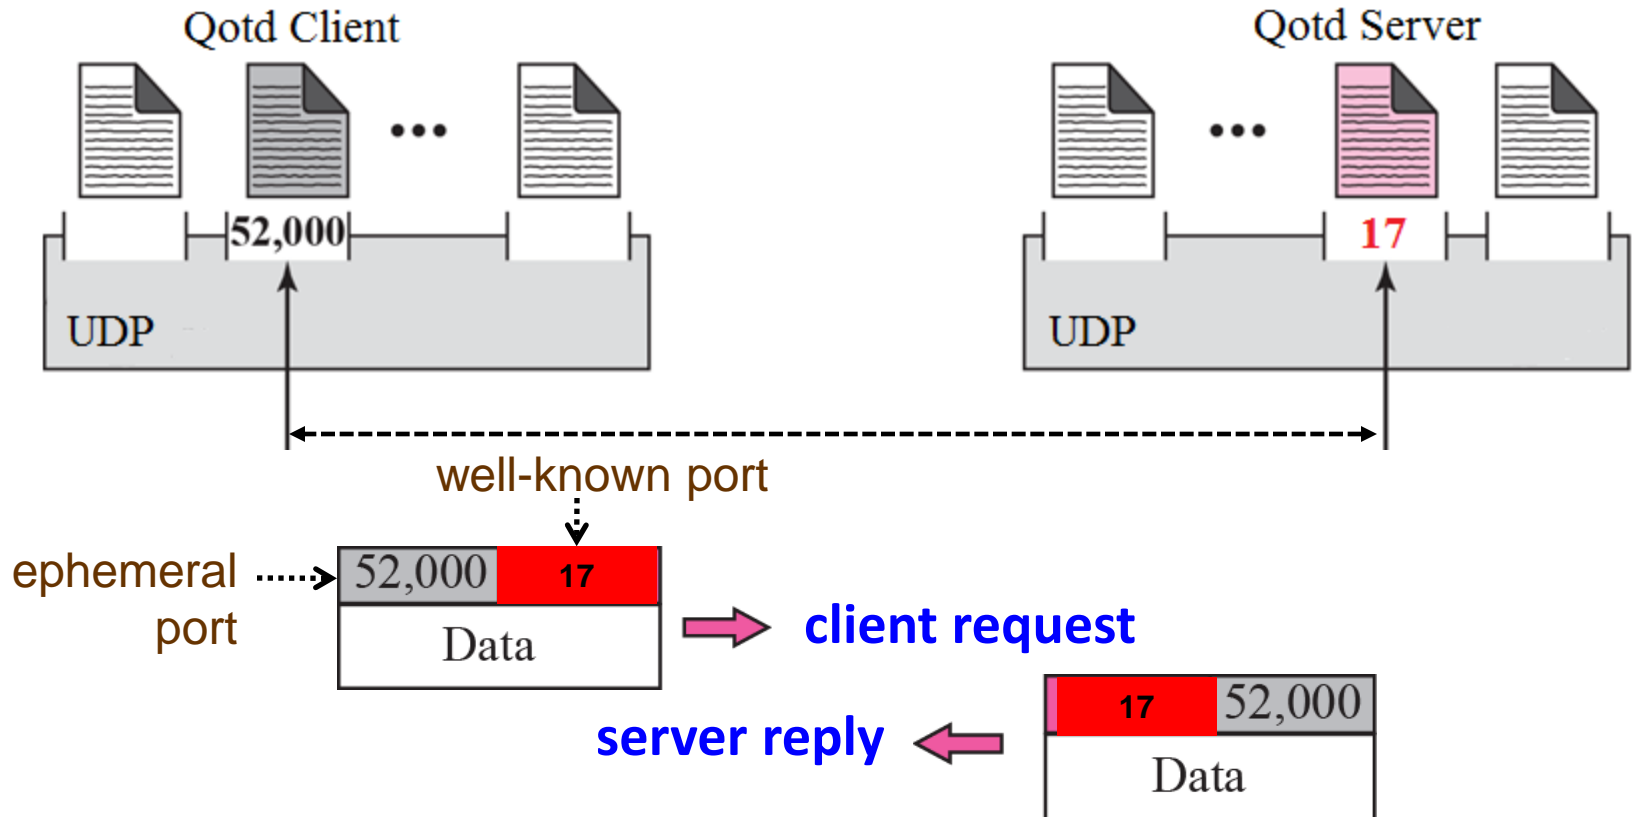 Qotd Client
Qotd Server
52,000
17
UDP
UDP
well-known port
ephemeral
port
52,000 17
Data
client request
17 52,000
server reply
Data